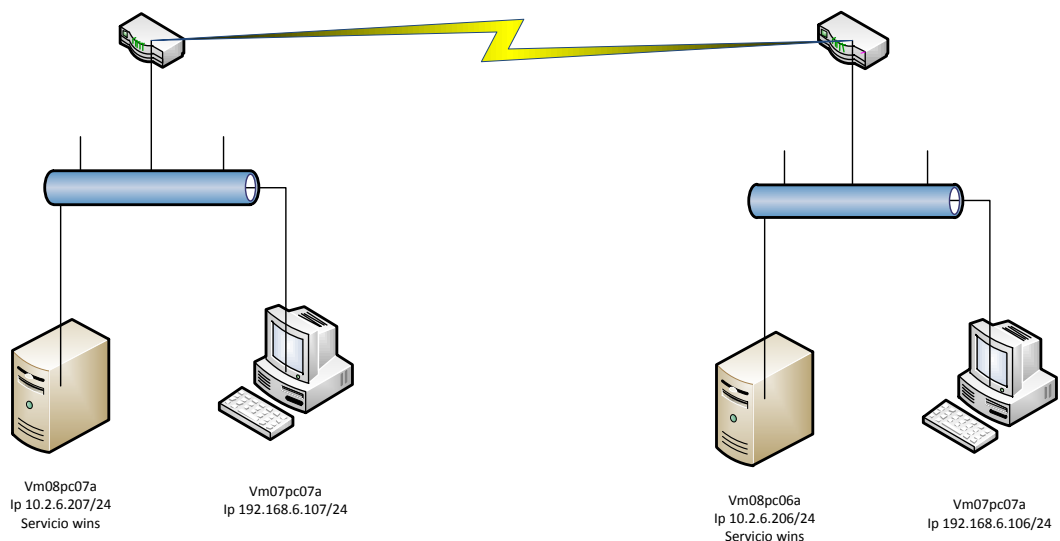 Vm08pc07a
Ip 10.2.6.207/24
Servicio wins
Vm07pc07a
Ip 192.168.6.107/24
Vm08pc06a
Ip 10.2.6.206/24
Servicio wins
Vm07pc07a
Ip 192.168.6.106/24